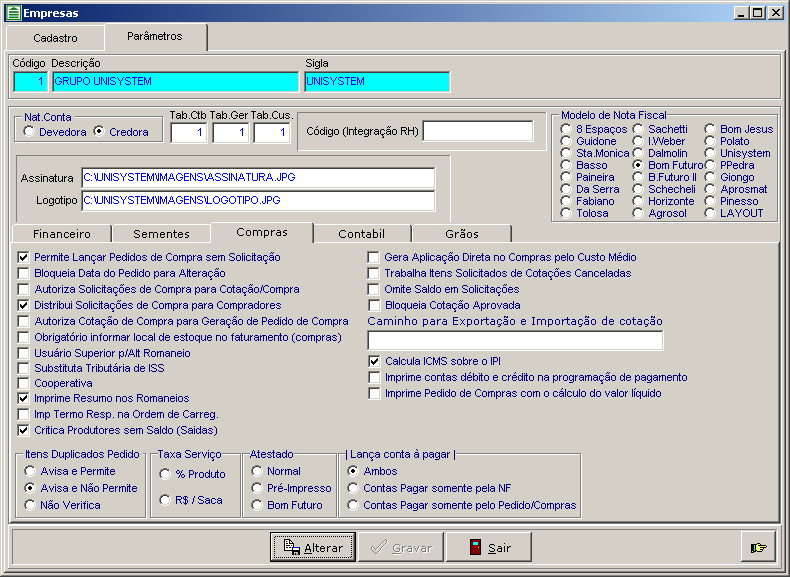 Empresas
Cadastro
Parâmetros
Código Descrição Sigla
1 GRUPO UNISYSTEM UNISYSTEM
Nat.Conta
Devedora Credora
Tab.Ctb Tab.Ger Tab.Cus.
1 1 1
Código (Integração RH)
Modelo de Nota Fiscal
8 Espaços Sachetti Bom Jesus
Guidone I.Weber Polato
Sta.Monica Dalmolin Unisystem
Basso Bom Futuro PPedra
Paineira B.Futuro II Giongo
Da Serra Schecheli Aprosmat
Fabiano Horizonte Pinesso
Tolosa Agrosol LAYOUT
Assinatura C:\UNISYSTEM\IMAGENS\ASSINATURA.JPG
Logotipo C:\UNISYSTEM\IMAGENS\LOGOTIPO.JPG
Financeiro Sementes Compras Contabil Grãos
Permite Lançar Pedidos de Compra sem Solicitação
Bloqueia Data do Pedido para Alteração
Autoriza Solicitações de Compra para Cotação/Compra
Distribui Solicitações de Compra para Compradores
Autoriza Cotação de Compra para Geração de Pedido de Compra
Obrigatório informar local de estoque no faturamento (compras)
Usuário Superior p/Alt Romaneio
Substituta Tributária de ISS
Cooperativa
Imprime Resumo nos Romaneios
Imp Termo Resp. na Ordem de Carreg.
Critica Produtores sem Saldo (Saidas)
Gera Aplicação Direta no Compras pelo Custo Médio
Trabalha Itens Solicitados de Cotações Canceladas
Omite Saldo em Solicitações
Bloqueia Cotação Aprovada
Caminho para Exportação e Importação de cotação
Calcula ICMS sobre o IPI
Imprime contas débito e crédito na programação de pagamento
Imprime Pedido de Compras com o cálculo do valor líquido
Itens Duplicados Pedido
Avisa e Permite
Avisa e Não Permite
Não Verifica
Taxa Serviço
% Produto
R$ / Saca
Atestado
Normal
Pré-Impresso
Bom Futuro
| Lança conta à pagar |
Ambos
Contas Pagar somente pela NF
Contas Pagar somente pelo Pedido/Compras
Alterar Gravar Sair